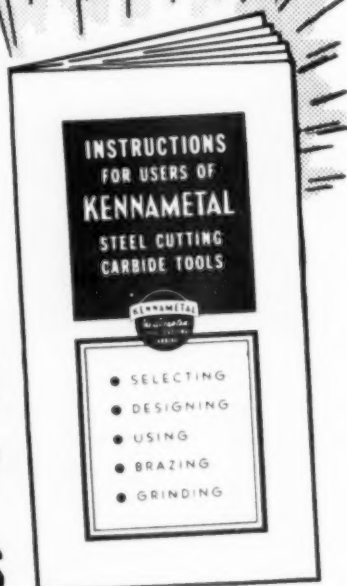 INSTRUCTIONS
FOR USERS OF
KENNAMETAL
STEEL CUTTING
CARBIDE TOOLS
KENNAMETAL
SELECTING
DESIGNING
USING
BRAZING
GRINDING